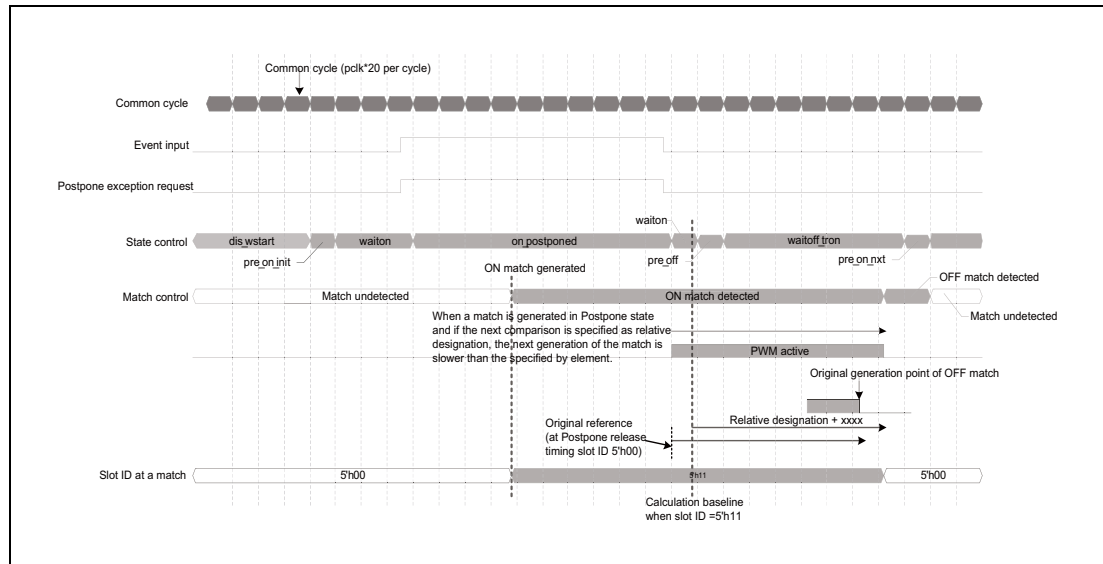 Common cycle (pclk*20 per cycle)
Common cycle
Event input
Postpone exception request
waiton
State control
dis_wstart
waiton
on_postponed
waitoff_tron
pre_on_init
pre_off
pre_on_nxt
ON match generated
OFF match detected
Match control
Match undetected
ON match detected
Match undetected
When a match is generated in Postpone state
and if the next comparison is specified as relative
designation, the next generation of the match is
slower than the specified by element.
PWM active
Original generation point of OFF match
Original reference
(at Postpone release
timing slot ID 5'h00)
Relative designation + xxxx
Slot ID at a match
5'h00
5'h11
5'h00
Calculation baseline
when slot ID =5'h11